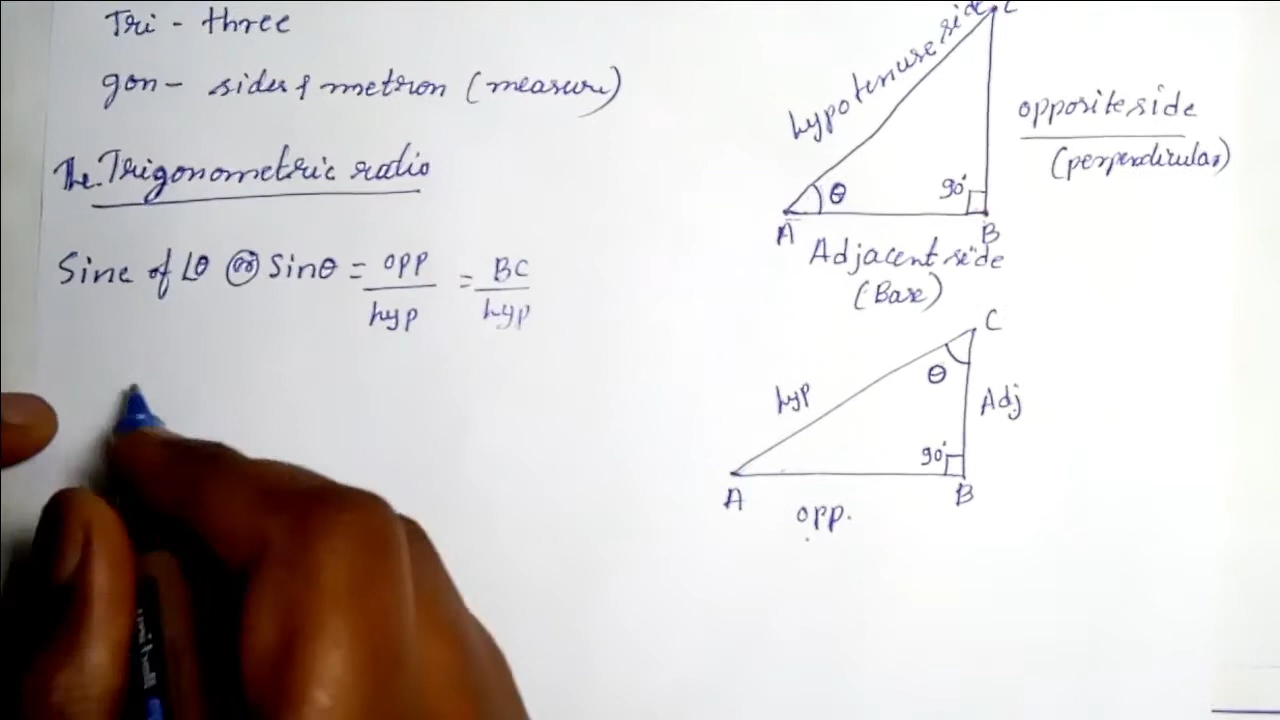 Tri - three
gon - sides & metron (measure)
The Trigonometric ratio
Sine of ∠θ (or) Sinθ = opp/hyp = BC/hyp
hypotenuse side
C
opposite side
(perpendicular)
θ
90°
A
B
Adjacent side
(Base)
C
θ
hyp
Adj
90°
A
B
opp.